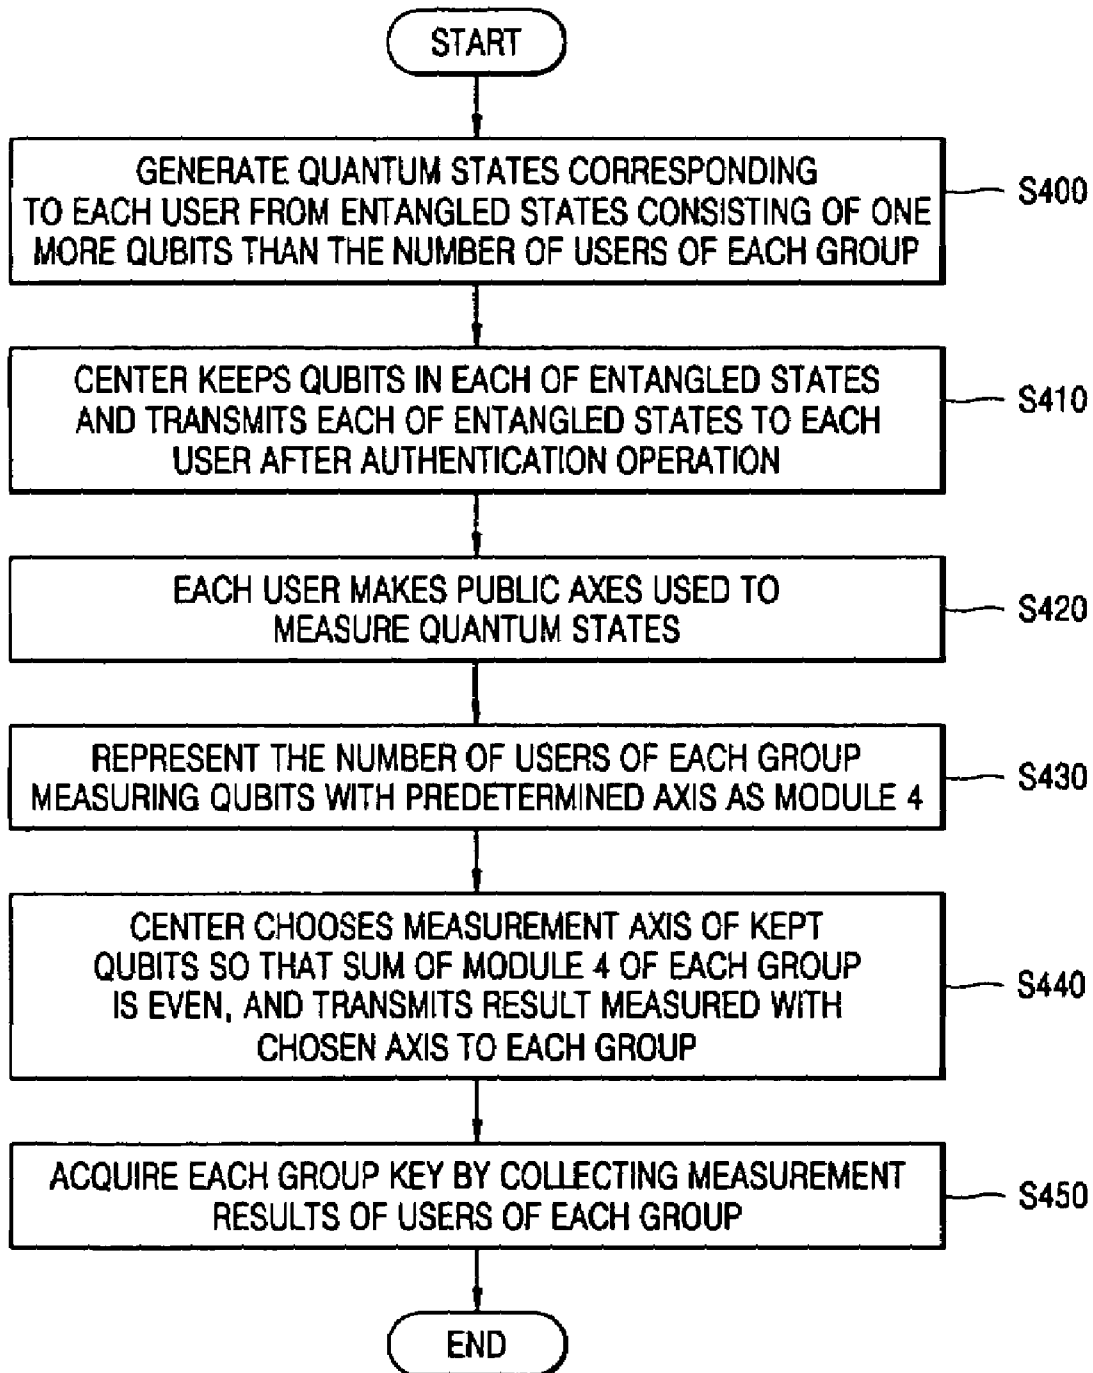 START
GENERATE QUANTUM STATES CORRESPONDING
TO EACH USER FROM ENTANGLED STATES CONSISTING OF ONE
MORE QUBITS THAN THE NUMBER OF USERS OF EACH GROUP
S400
CENTER KEEPS QUBITS IN EACH OF ENTANGLED STATES
AND TRANSMITS EACH OF ENTANGLED STATES TO EACH
USER AFTER AUTHENTICATION OPERATION
S410
EACH USER MAKES PUBLIC AXES USED TO
MEASURE QUANTUM STATES
S420
REPRESENT THE NUMBER OF USERS OF EACH GROUP
MEASURING QUBITS WITH PREDETERMINED AXIS AS MODULE 4
S430
CENTER CHOOSES MEASUREMENT AXIS OF KEPT
QUBITS SO THAT SUM OF MODULE 4 OF EACH GROUP
IS EVEN, AND TRANSMITS RESULT MEASURED WITH
CHOSEN AXIS TO EACH GROUP
S440
ACQUIRE EACH GROUP KEY BY COLLECTING MEASUREMENT
RESULTS OF USERS OF EACH GROUP
S450
END